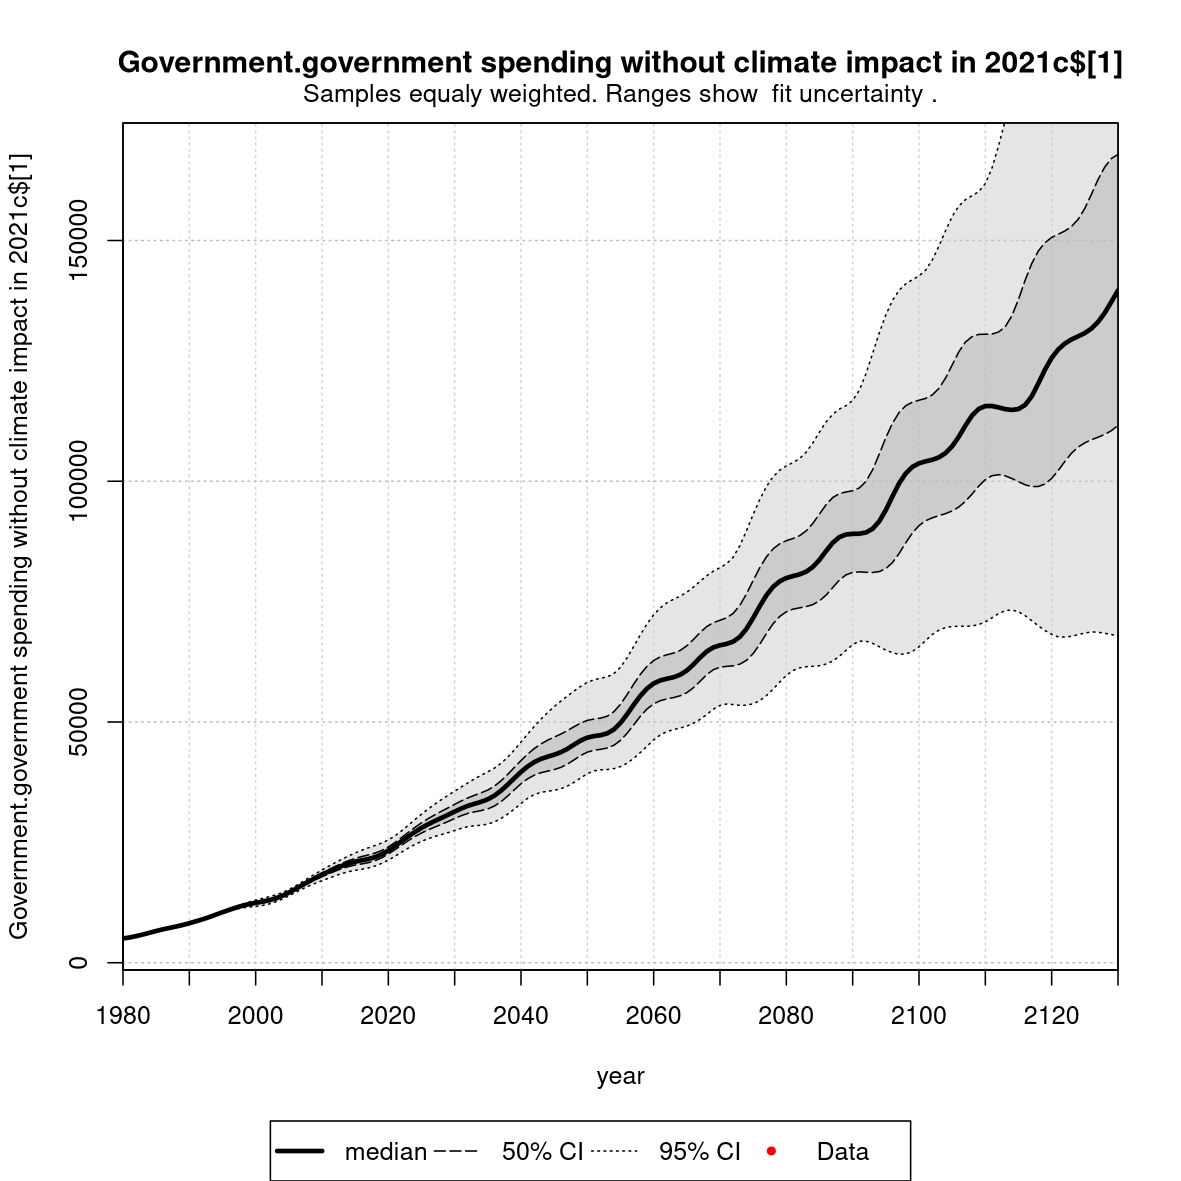 Government.government spending without climate impact in 2021c$[1]
Samples equaly weighted. Ranges show  fit uncertainty .
Government.government spending without climate impact in 2021c$[1]
150000
100000
50000
0
1980 2000 2020 2040 2060 2080 2100 2120
year
median 50% CI 95% CI Data